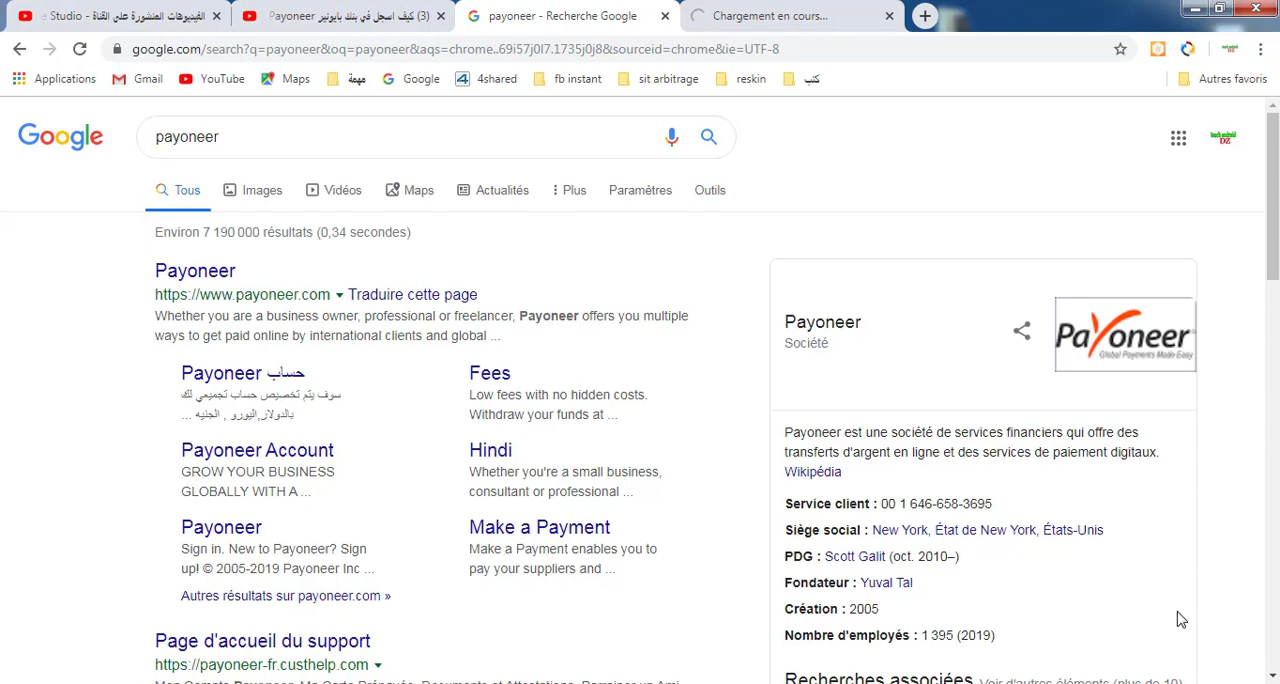 الفيديوهات المنشورة على القناة - Studio
(3) كيف اسجل في بنك بايونير Payoneer
payoneer - Recherche Google
Chargement en cours...
google.com/search?q=payoneer&oq=payoneer&aqs=chrome..69i57j0l7.1735j0j8&sourceid=chrome&ie=UTF-8
Applications
Gmail
YouTube
Maps
مهمة
Google
4shared
fb instant
sit arbitrage
reskin
كتب
Autres favoris
Google
payoneer
touch android
DZ
Tous
Images
Vidéos
Maps
Actualités
Plus
Paramètres
Outils
Environ 7 190 000 résultats (0,34 secondes)
Payoneer
https://www.payoneer.com ▾ Traduire cette page
Whether you are a business owner, professional or freelancer, Payoneer offers you multiple
ways to get paid online by international clients and global ...
Payoneer حساب
سوف يتم تخصيص حساب تجميعي لك
بالدولار,اليورو , الجنيه ...
Fees
Low fees with no hidden costs.
Withdraw your funds at ...
Payoneer Account
GROW YOUR BUSINESS
GLOBALLY WITH A ...
Hindi
Whether you're a small business,
consultant or professional ...
Payoneer
Sign in. New to Payoneer? Sign
up! © 2005-2019 Payoneer Inc ...
Make a Payment
Make a Payment enables you to
pay your suppliers and ...
Autres résultats sur payoneer.com »
Page d'accueil du support
https://payoneer-fr.custhelp.com ▾
Payoneer
Société
Payoneer
Global Payments Made Easy
Payoneer est une société de services financiers qui offre des
transferts d'argent en ligne et des services de paiement digitaux.
Wikipédia
Service client : 00 1 646-658-3695
Siège social : New York, État de New York, États-Unis
PDG : Scott Galit (oct. 2010–)
Fondateur : Yuval Tal
Création : 2005
Nombre d'employés : 1 395 (2019)
Recherches associées Voir d'autres éléments (plus de 10)